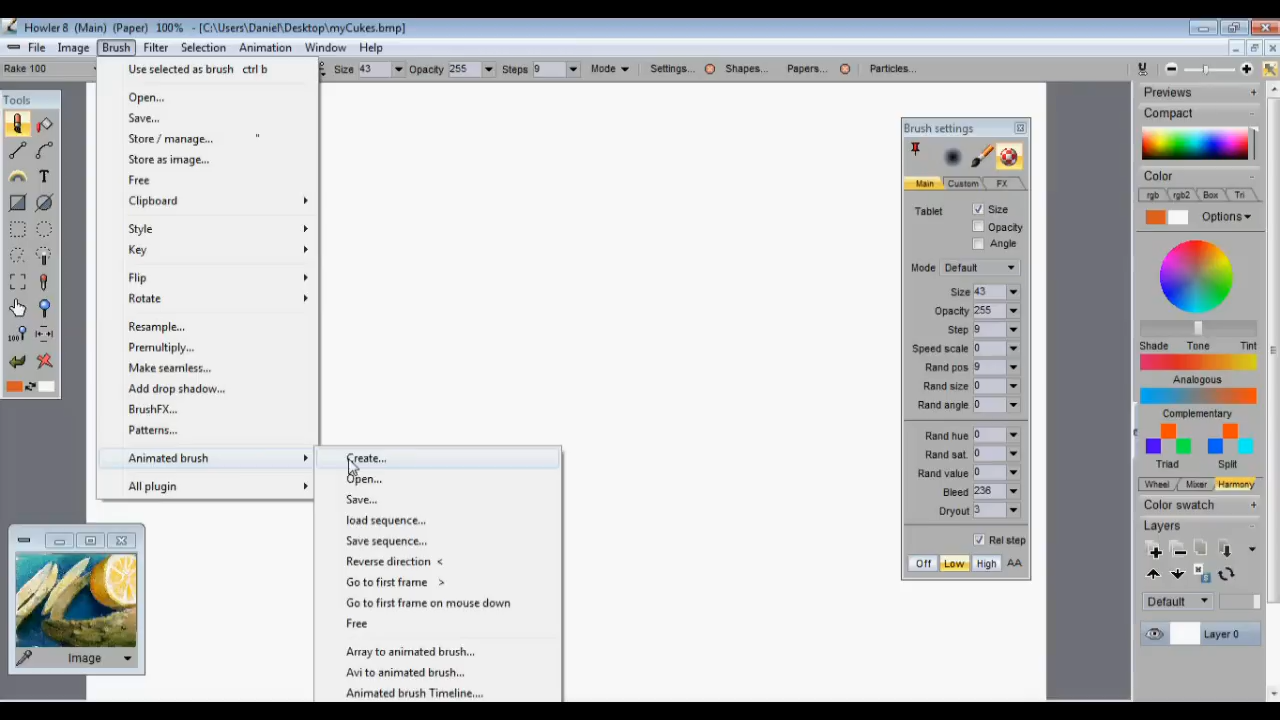 Howler 8 (Main) (Paper) 100% - [C:\Users\Daniel\Desktop\myCukes.bmp]
File Image Brush Filter Selection Animation Window Help
Rake 100
Size 43 Opacity 255 Steps 9 Mode Settings... Shapes... Papers... Particles...
Tools
T
100%
Use selected as brush ctrl b
Open...
Save...
Store / manage... "
Store as image...
Free
Clipboard
Style
Key
Flip
Rotate
Resample...
Premultiply...
Make seamless...
Add drop shadow...
BrushFX...
Patterns...
Animated brush
All plugin
Create...
Open...
Save...
load sequence...
Save sequence...
Reverse direction <
Go to first frame >
Go to first frame on mouse down
Free
Array to animated brush...
Avi to animated brush...
Animated brush Timeline....
Image
Brush settings
Main Custom FX
Tablet Size
Opacity
Angle
Mode Default
Size 43
Opacity 255
Step 9
Speed scale 0
Rand pos 9
Rand size 0
Rand angle 0
Rand hue 0
Rand sat. 0
Rand value 0
Bleed 236
Dryout 3
Rel step
Off Low High AA
Previews +
Compact -
Color -
rgb rgb2 Box Tri
Options
Shade Tone Tint
Analogous
Complementary
Triad Split
Wheel Mixer Harmony
Color swatch +
Layers -
Default
Layer 0